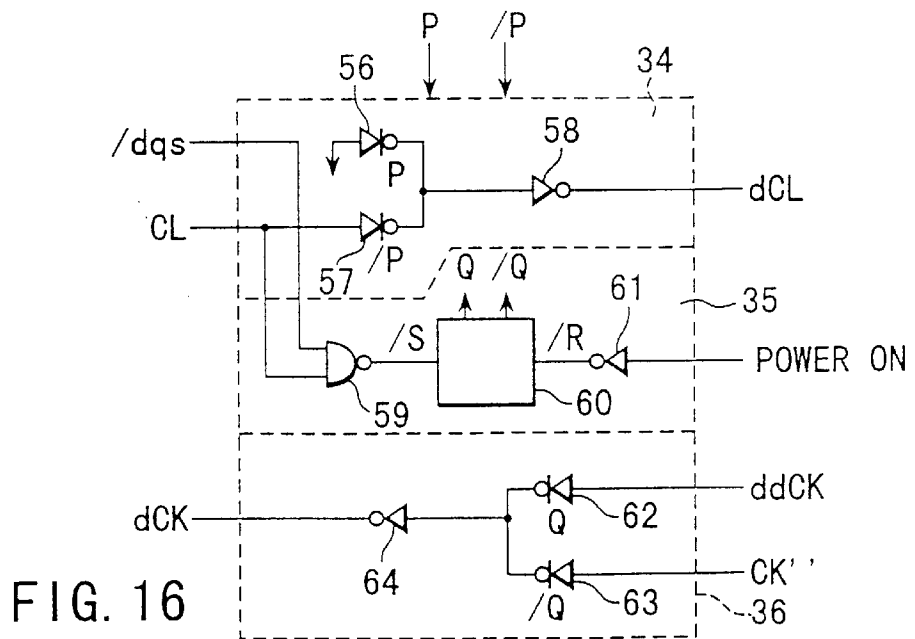 P /P
34
56
/dqs
58
P
dCL
CL
57 /P
Q /Q
61
35
/S /R
POWER ON
59
60
ddCK
dCK
Q 62
64
CK''
/Q 63
36
FIG. 16